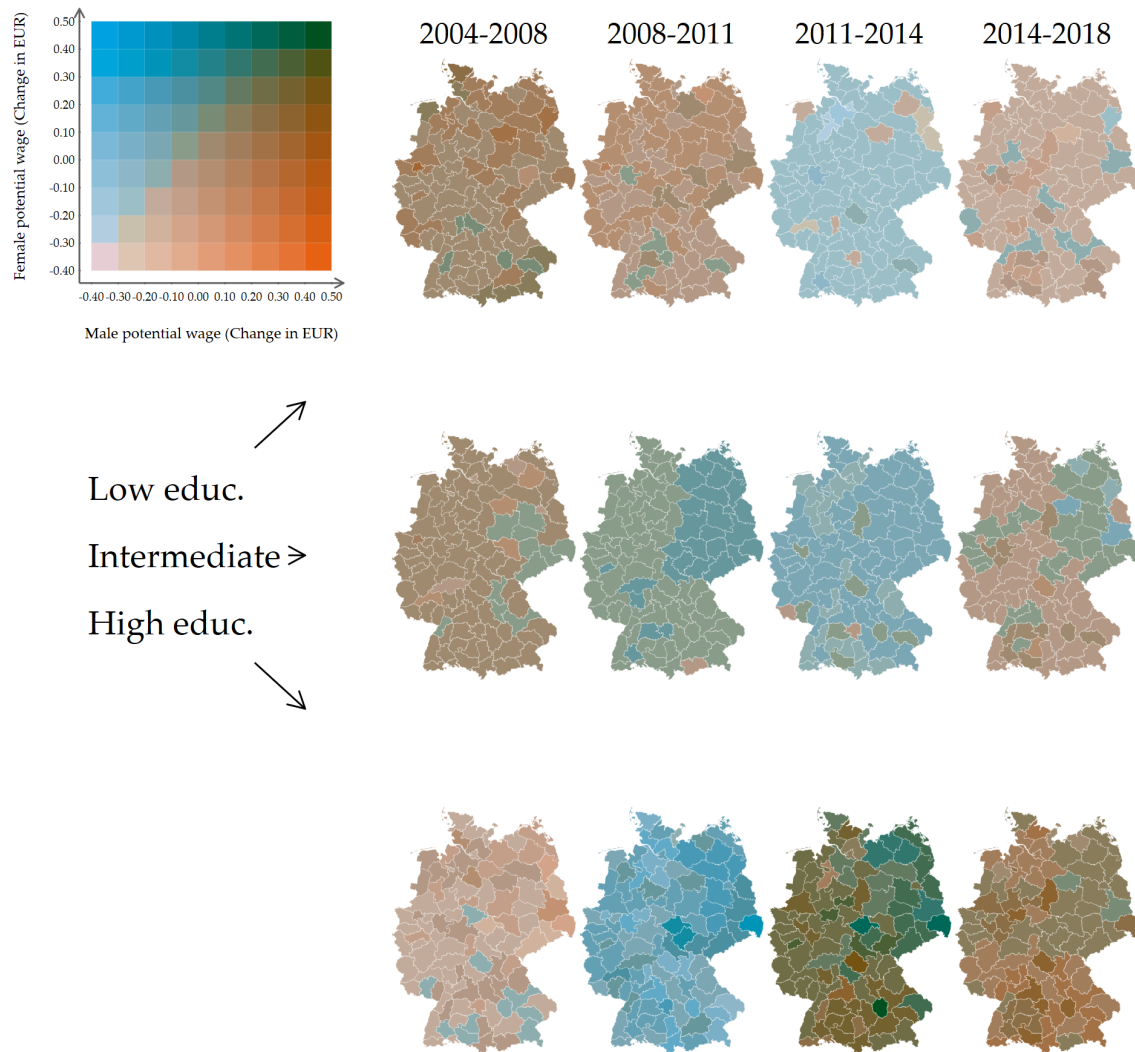 2004-2008 2008-2011 2011-2014 2014-2018
Female potential wage (Change in EUR)
0.50
0.40
0.30
0.20
0.10
0.00
-0.10
-0.20
-0.30
-0.40
-0.40 -0.30 -0.20 -0.10 0.00 0.10 0.20 0.30 0.40 0.50
Male potential wage (Change in EUR)
Low educ.
Intermediate
High educ.